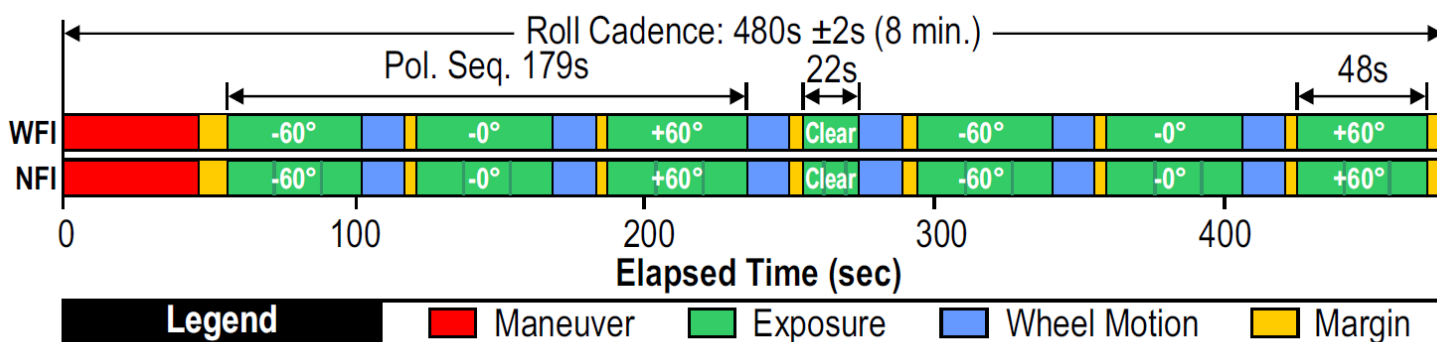 Roll Cadence: 480s ±2s (8 min.)
Pol. Seq. 179s 22s 48s
WFI -60° -0° +60° Clear -60° -0° +60°
NFI -60° -0° +60° Clear -60° -0° +60°
0 100 200 300 400
Elapsed Time (sec)
Legend Maneuver Exposure Wheel Motion Margin